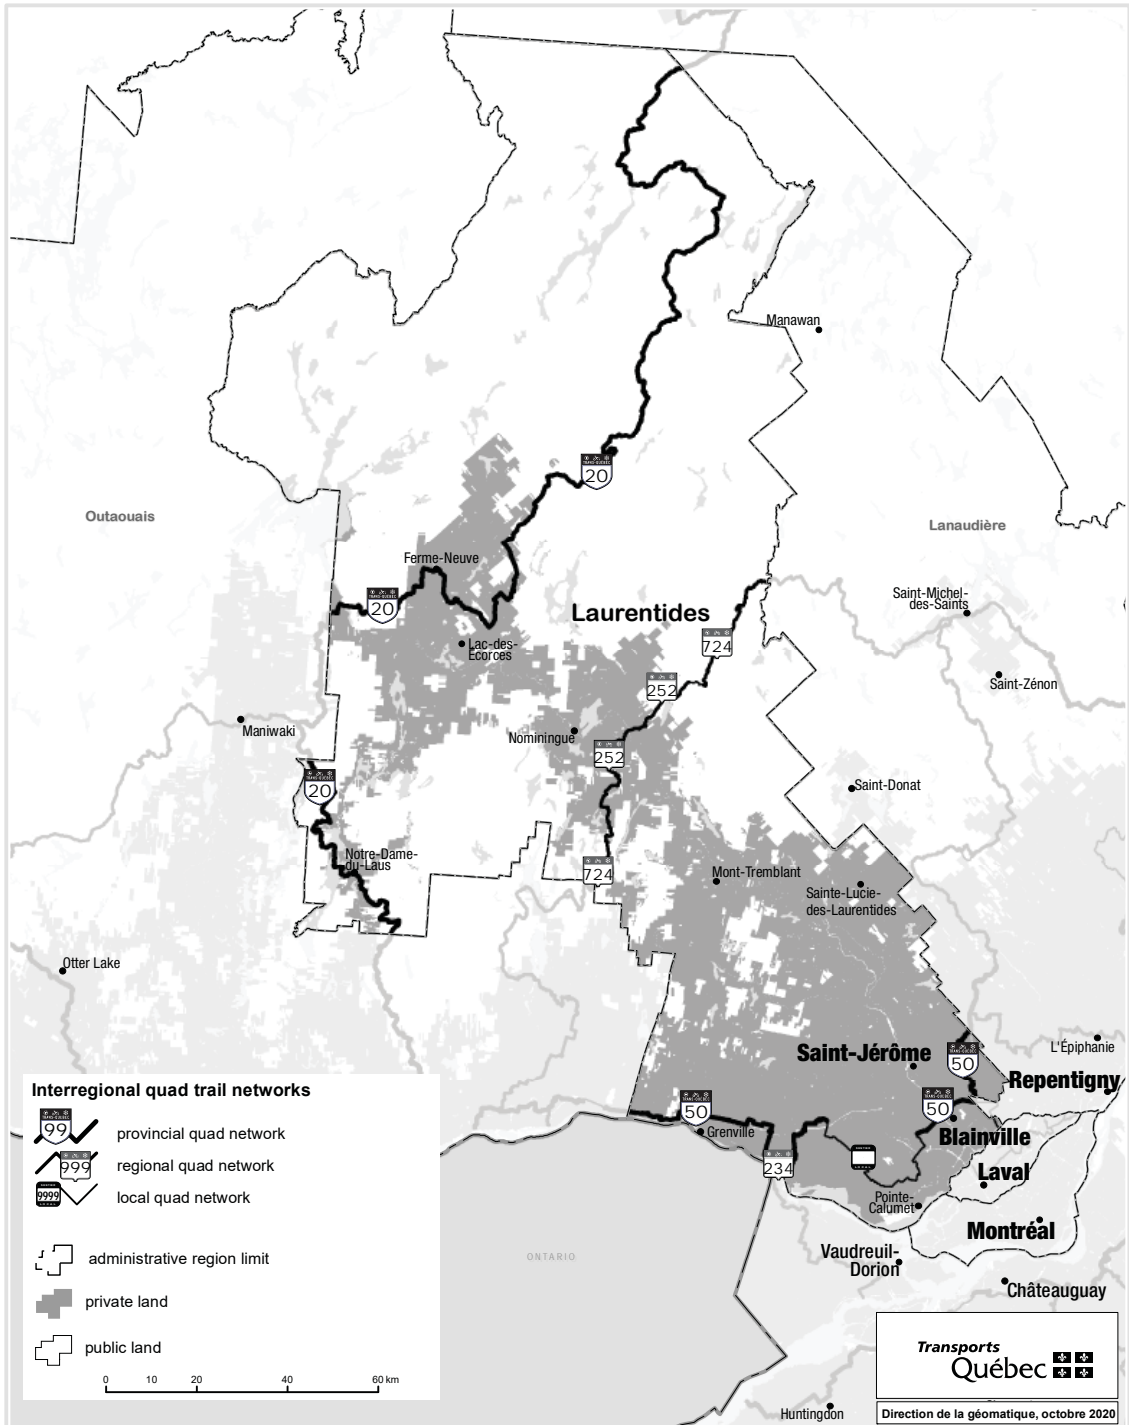 Manawan
20
Outaouais
Lanaudière
Ferme-Neuve
20
Saint-Michel-
des-Saints
Laurentides
724
Lac-des-
Écorces
252
Saint-Zénon
Maniwaki
Nominingue
252
20
Saint-Donat
Notre-Dame-
du-Laus
724
Mont-Tremblant
Sainte-Lucie-
des-Laurentides
Otter Lake
L'Épiphanie
Saint-Jérôme
50
Repentigny
50
50
Grenville
Blainville
234
Laval
Pointe-
Calumet
Montréal
Vaudreuil-
Dorion
Châteauguay
ONTARIO
Huntingdon
Interregional quad trail networks
99
provincial quad network
999
regional quad network
9999
local quad network
administrative region limit
private land
public land
0 10 20 40 60 km
Transports
Québec
Direction de la géomatique, octobre 2020